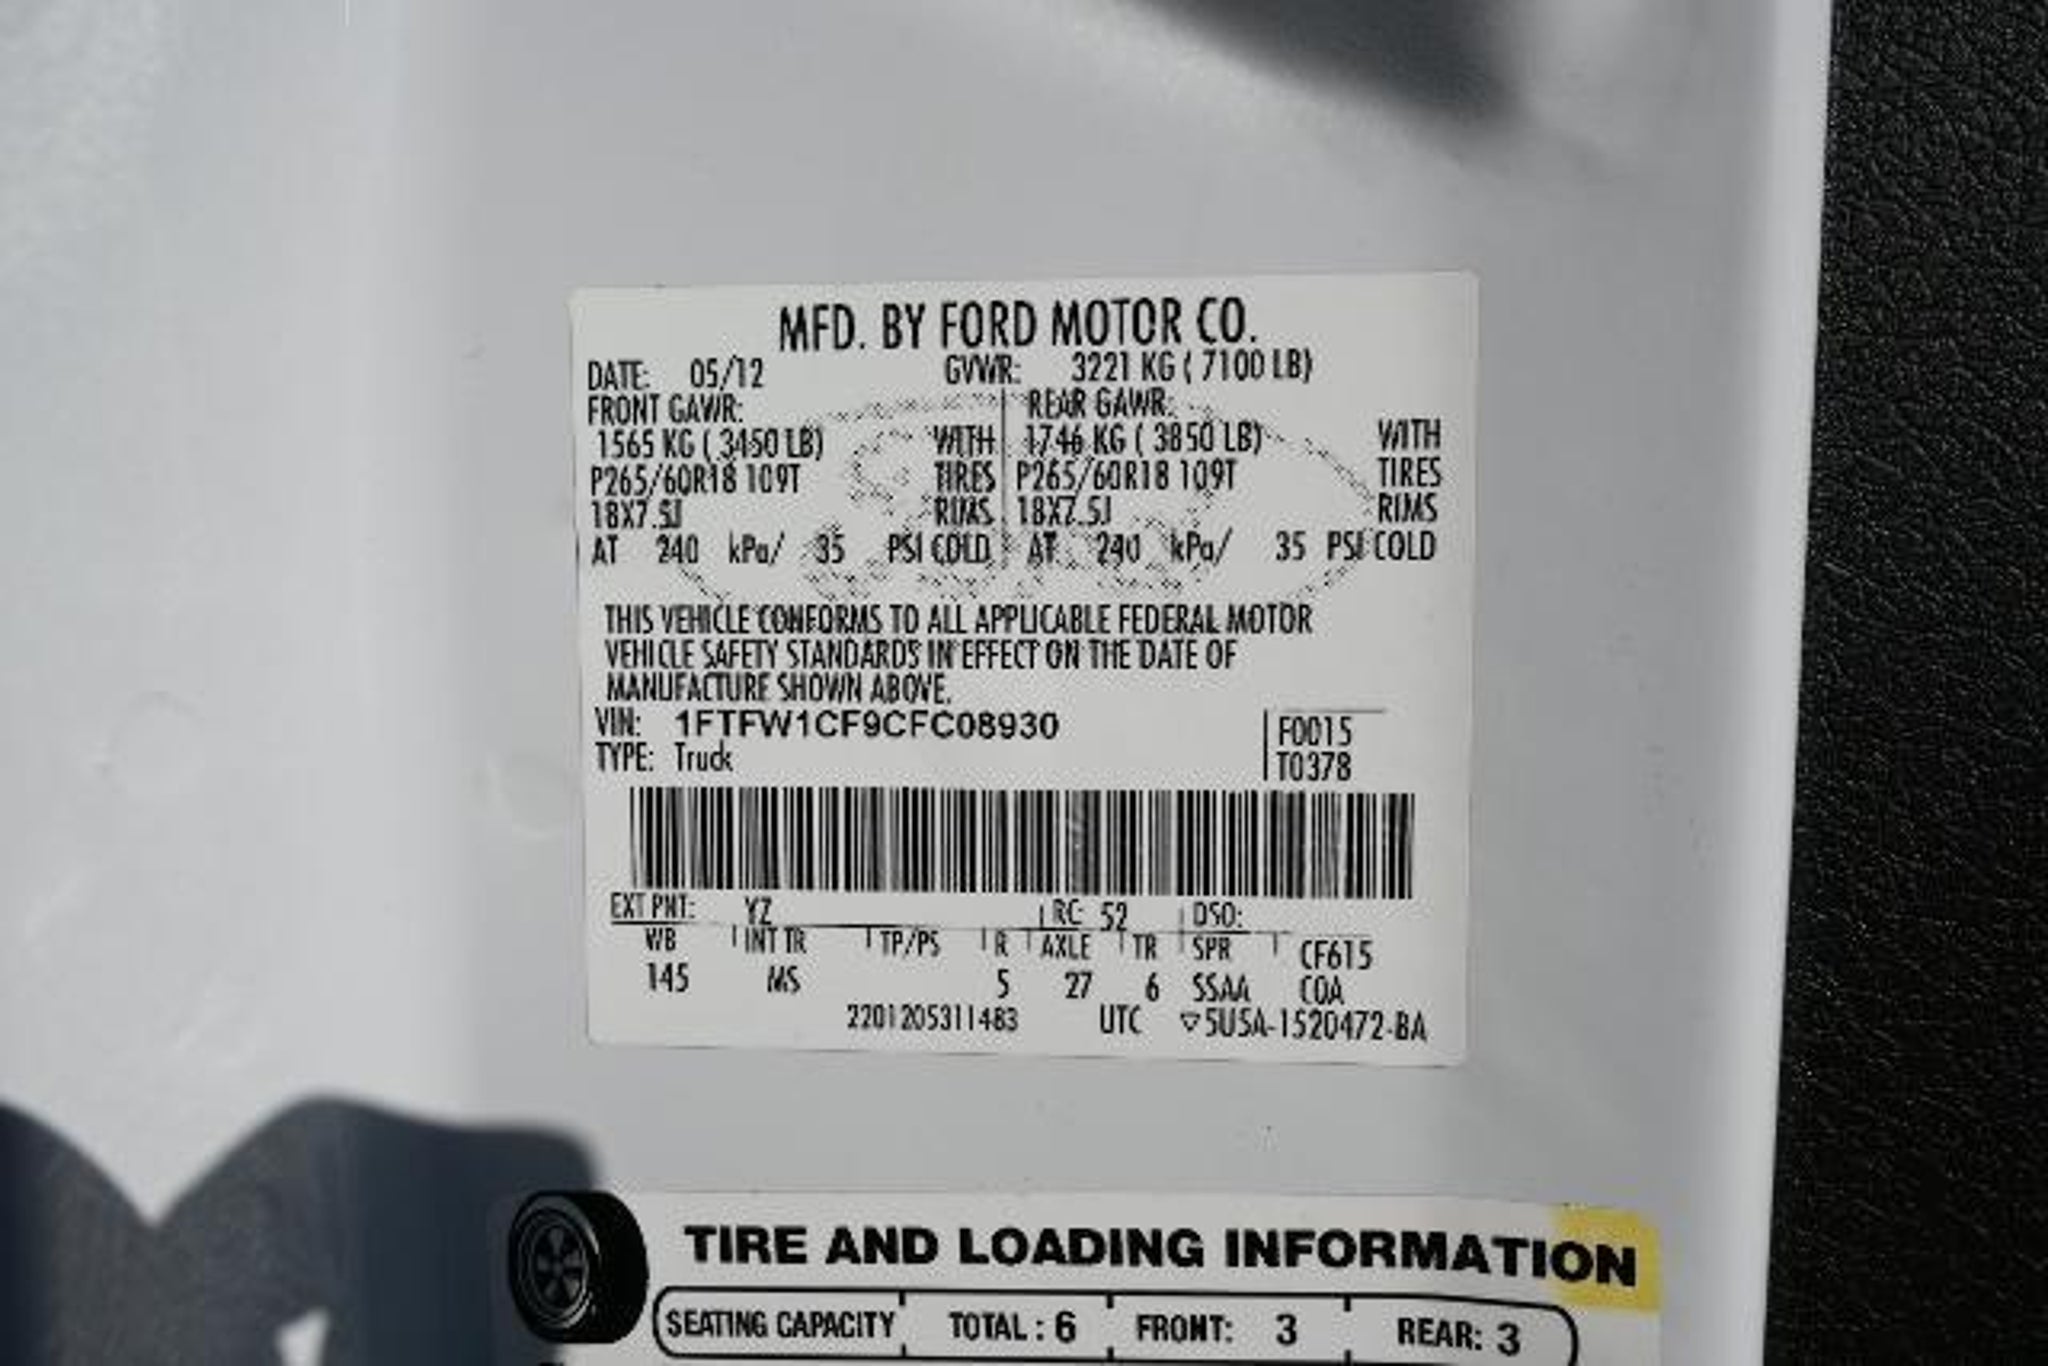 MFD. BY FORD MOTOR CO.
DATE: 05/12 GVWR: 3221 KG ( 7100 LB)
FRONT GAWR: REAR GAWR:
1565 KG ( 3450 LB) WITH 1746 KG ( 3850 LB) WITH
P265/60R18 109T TIRES P265/60R18 109T TIRES
18X7.5J RIMS 18X7.5J RIMS
AT 240 kPa/ 35 PSI COLD AT 240 kPa/ 35 PSI COLD
THIS VEHICLE CONFORMS TO ALL APPLICABLE FEDERAL MOTOR
VEHICLE SAFETY STANDARDS IN EFFECT ON THE DATE OF
MANUFACTURE SHOWN ABOVE.
VIN: 1FTFW1CF9CFC08930 F0015
TYPE: Truck T0378
EXT PNT: YZ RC: 52 DSO:
WB INT TR TP/PS R AXLE TR SPR CF615
145 MS 5 27 6 SSAA COA
2201205311483 UTC ▽5U5A-1520472-BA
TIRE AND LOADING INFORMATION
SEATING CAPACITY TOTAL : 6 FRONT: 3 REAR: 3